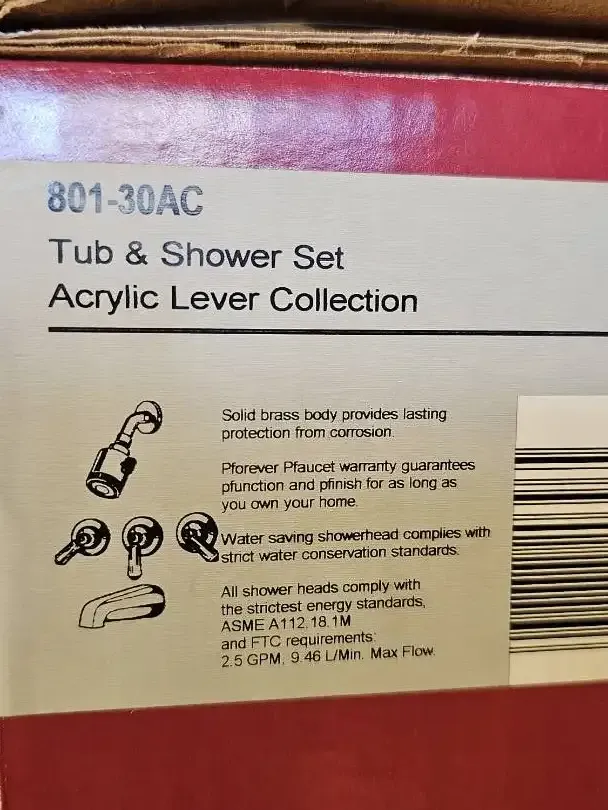 801-30AC
Tub & Shower Set
Acrylic Lever Collection
Solid brass body provides lasting
protection from corrosion.
Pforever Pfaucet warranty guarantees
pfunction and pfinish for as long as
you own your home.
Water saving showerhead complies with
strict water conservation standards.
All shower heads comply with
the strictest energy standards,
ASME A112.18.1M
and FTC requirements:
2.5 GPM, 9.46 L/Min. Max Flow.